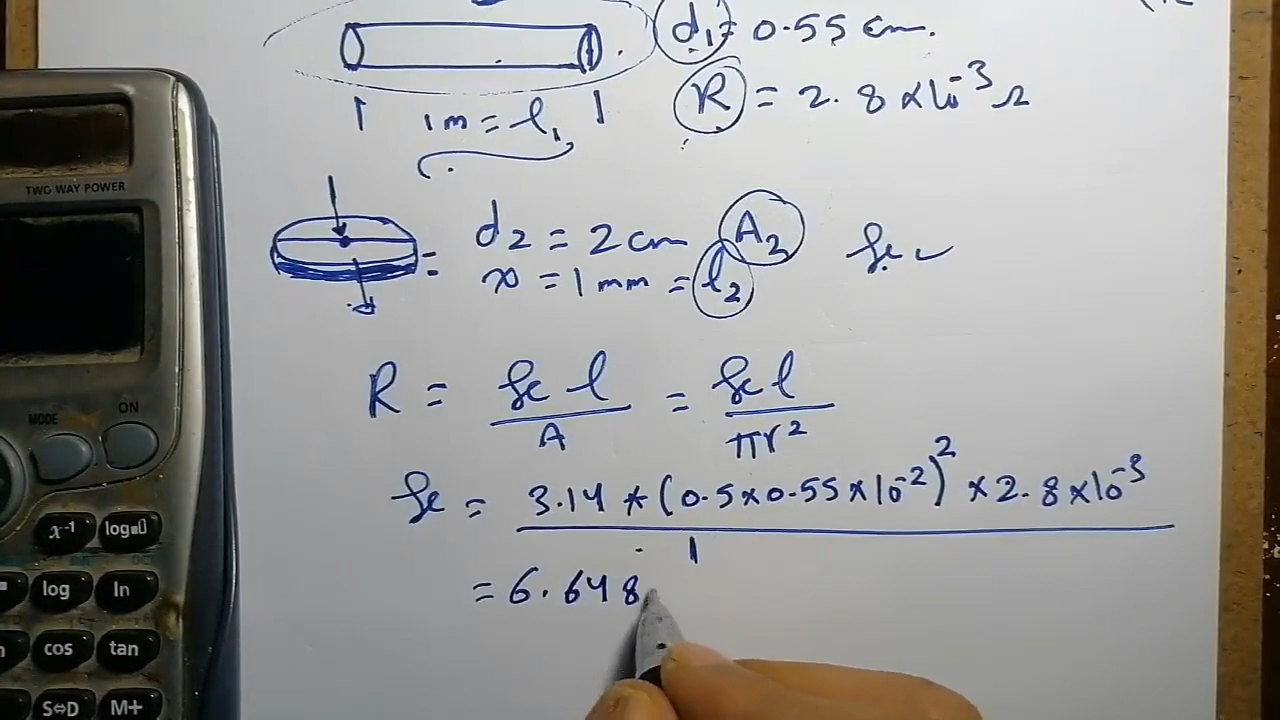 d₁ = 0.55 cm.
R = 2.8 × 10⁻³ Ω
1m = l₁
TWO WAY POWER
d₂ = 2 cm A₂
x = 1 mm = l₂
R = l / A = l / πr²
MODE ON
= 3.14 * (0.5 × 0.55 × 10⁻²)² × 2.8 × 10⁻³
1
= 6.648
x⁻¹ log
log ln
cos tan
S⇔D M+